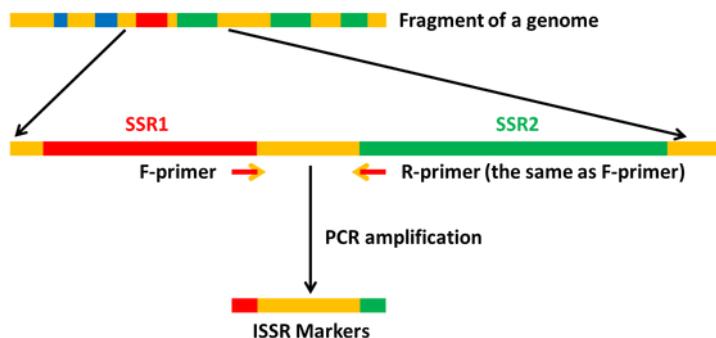 Fragment of a genome
SSR1
SSR2
F-primer
R-primer (the same as F-primer)
PCR amplification
ISSR Markers